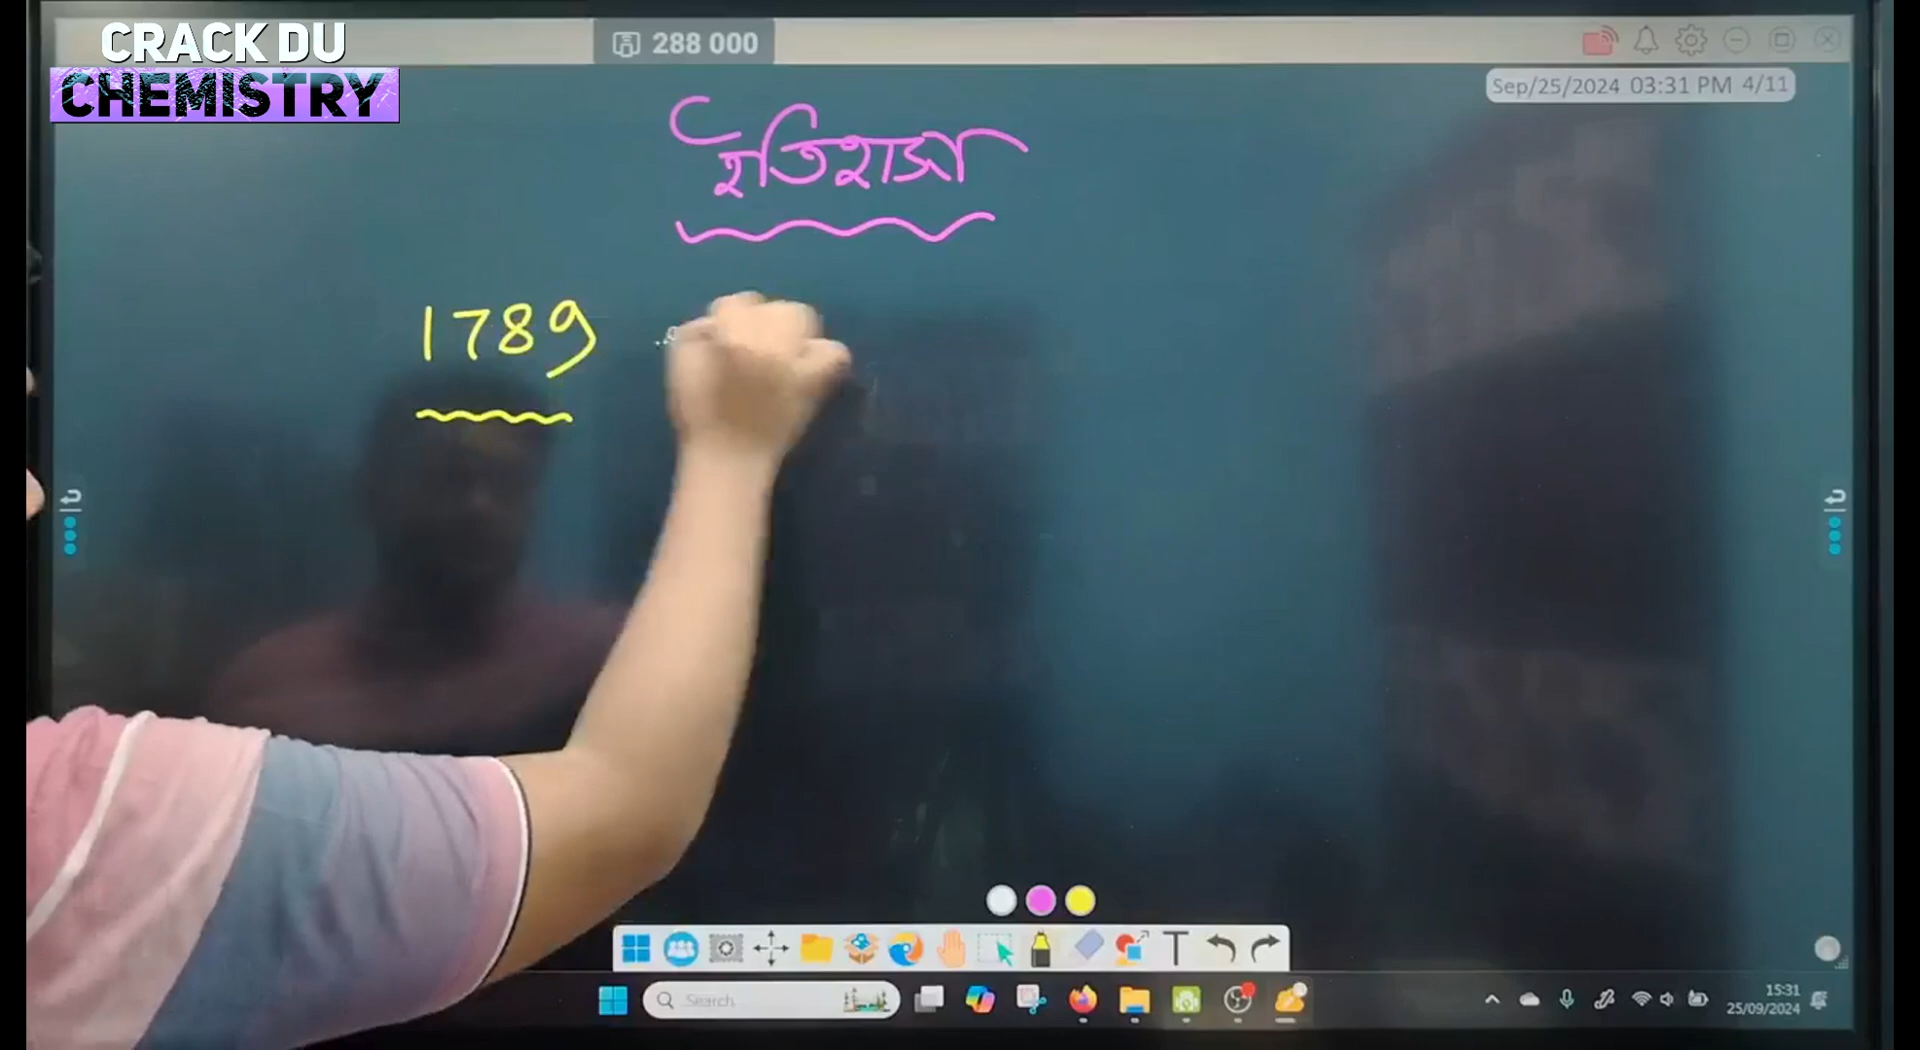 CRACK DU
CHEMISTRY
288 000
Sep/25/2024 03:31 PM 4/11
ইতিহাস
1789
Search
15:31
25/09/2024